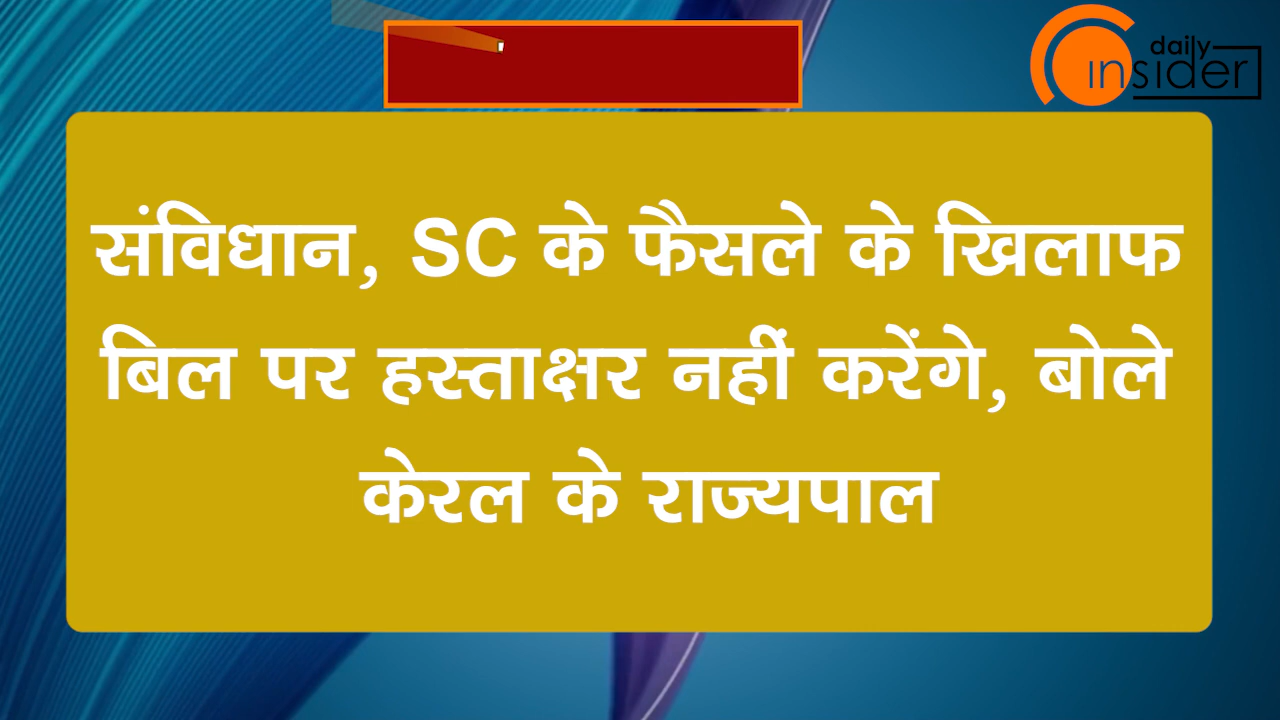 daily
insider
संविधान, SC के फैसले के खिलाफ
बिल पर हस्ताक्षर नहीं करेंगे, बोले
केरल के राज्यपाल